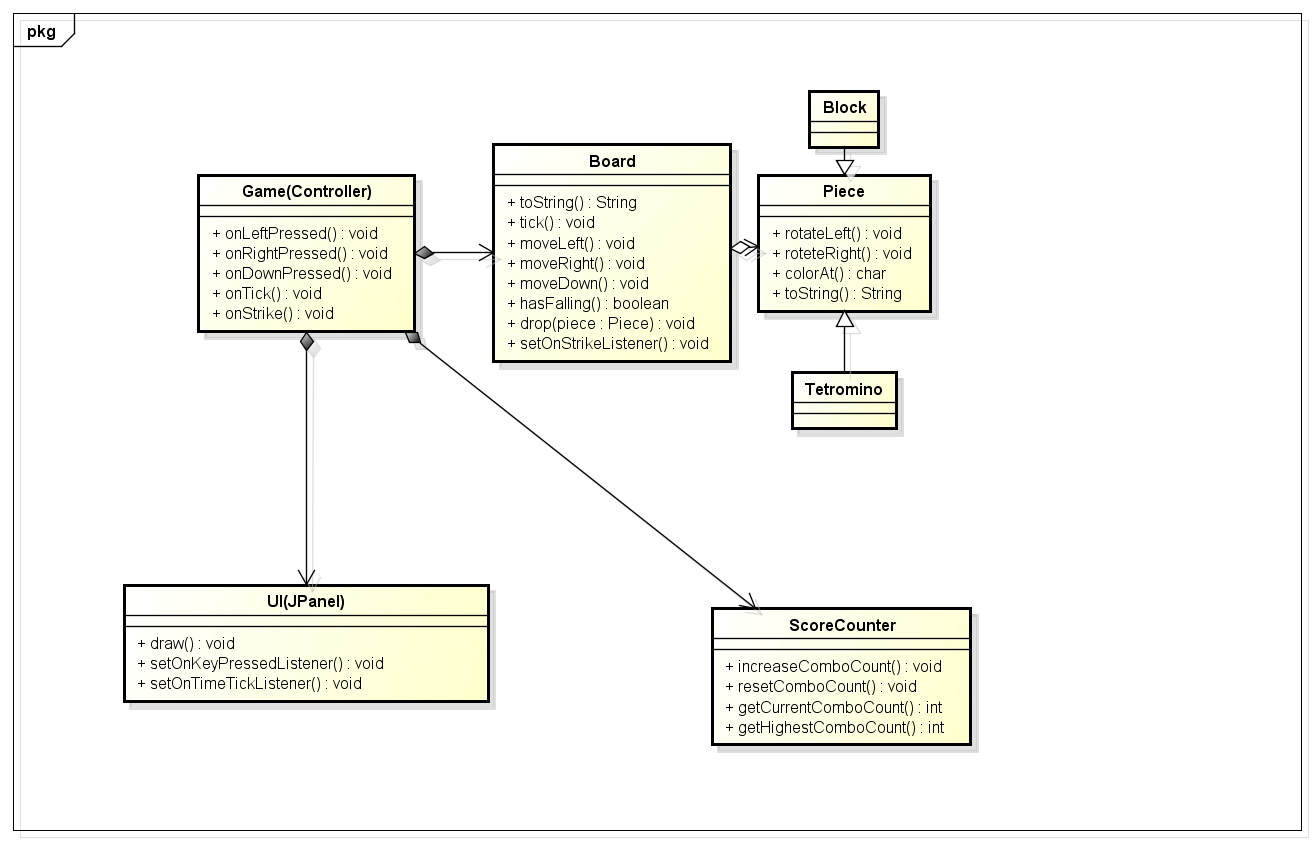 pkg
Block
Board
+ toString() : String
+ tick() : void
+ moveLeft() : void
+ moveRight() : void
+ moveDown() : void
+ hasFalling() : boolean
+ drop(piece : Piece) : void
+ setOnStrikeListener() : void
Game(Controller)
+ onLeftPressed() : void
+ onRightPressed() : void
+ onDownPressed() : void
+ onTick() : void
+ onStrike() : void
Piece
+ rotateLeft() : void
+ roteteRight() : void
+ colorAt() : char
+ toString() : String
Tetromino
UI(JPanel)
+ draw() : void
+ setOnKeyPressedListener() : void
+ setOnTimeTickListener() : void
ScoreCounter
+ increaseComboCount() : void
+ resetComboCount() : void
+ getCurrentComboCount() : int
+ getHighestComboCount() : int